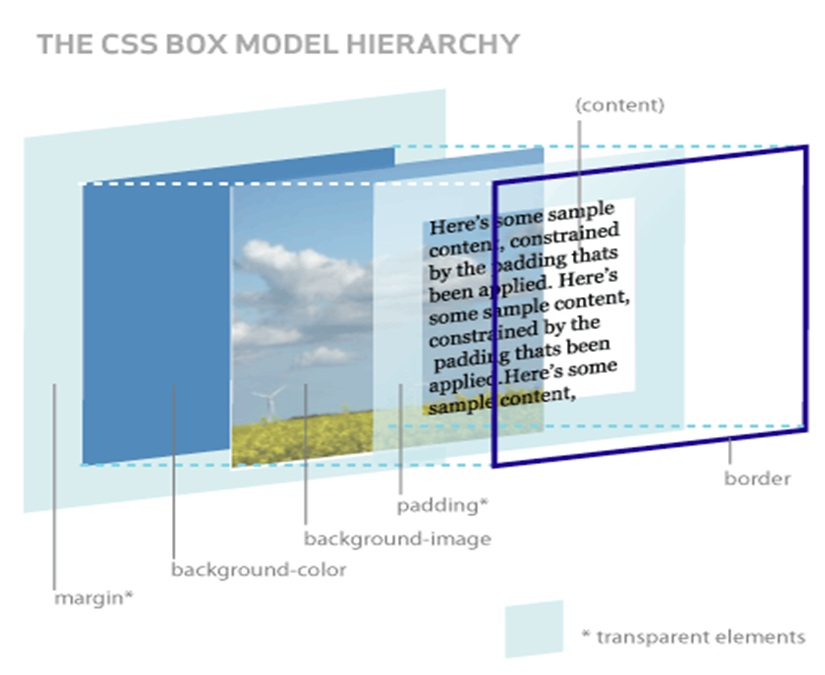 THE CSS BOX MODEL HIERARCHY
(content)
Here's some sample
content, constrained
by the padding thats
been applied. Here's
some sample content,
constrained by the
padding thats been
applied.Here's some
sample content,
border
padding*
background-image
background-color
margin*
* transparent elements